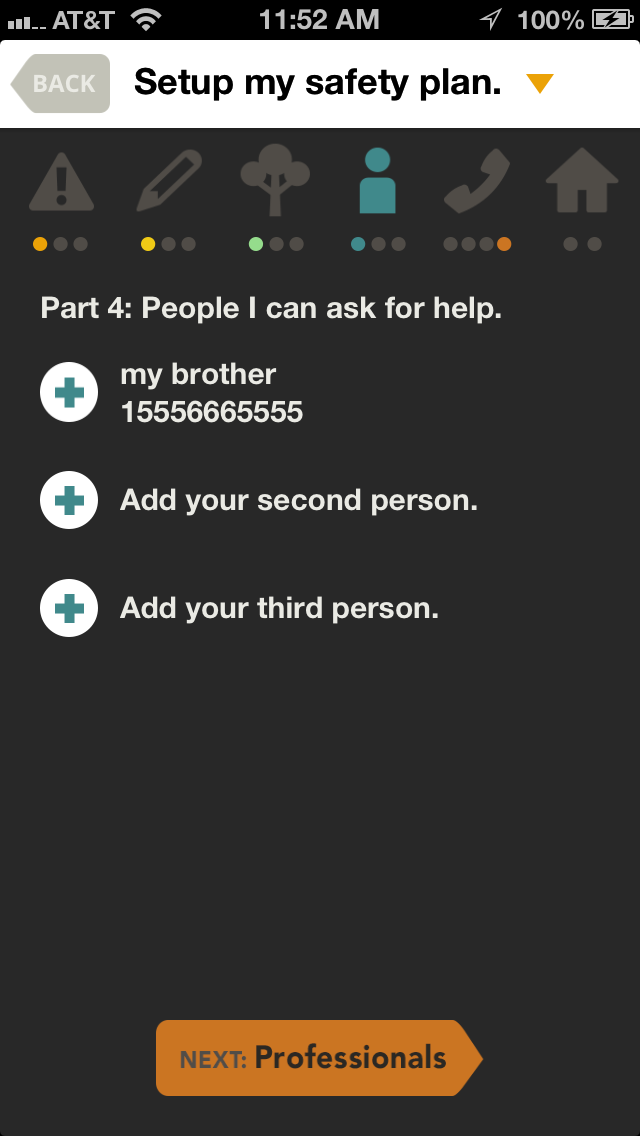 AT&T 11:52 AM 100%
BACK Setup my safety plan.
Part 4: People I can ask for help.
my brother
15556665555
Add your second person.
Add your third person.
NEXT: Professionals